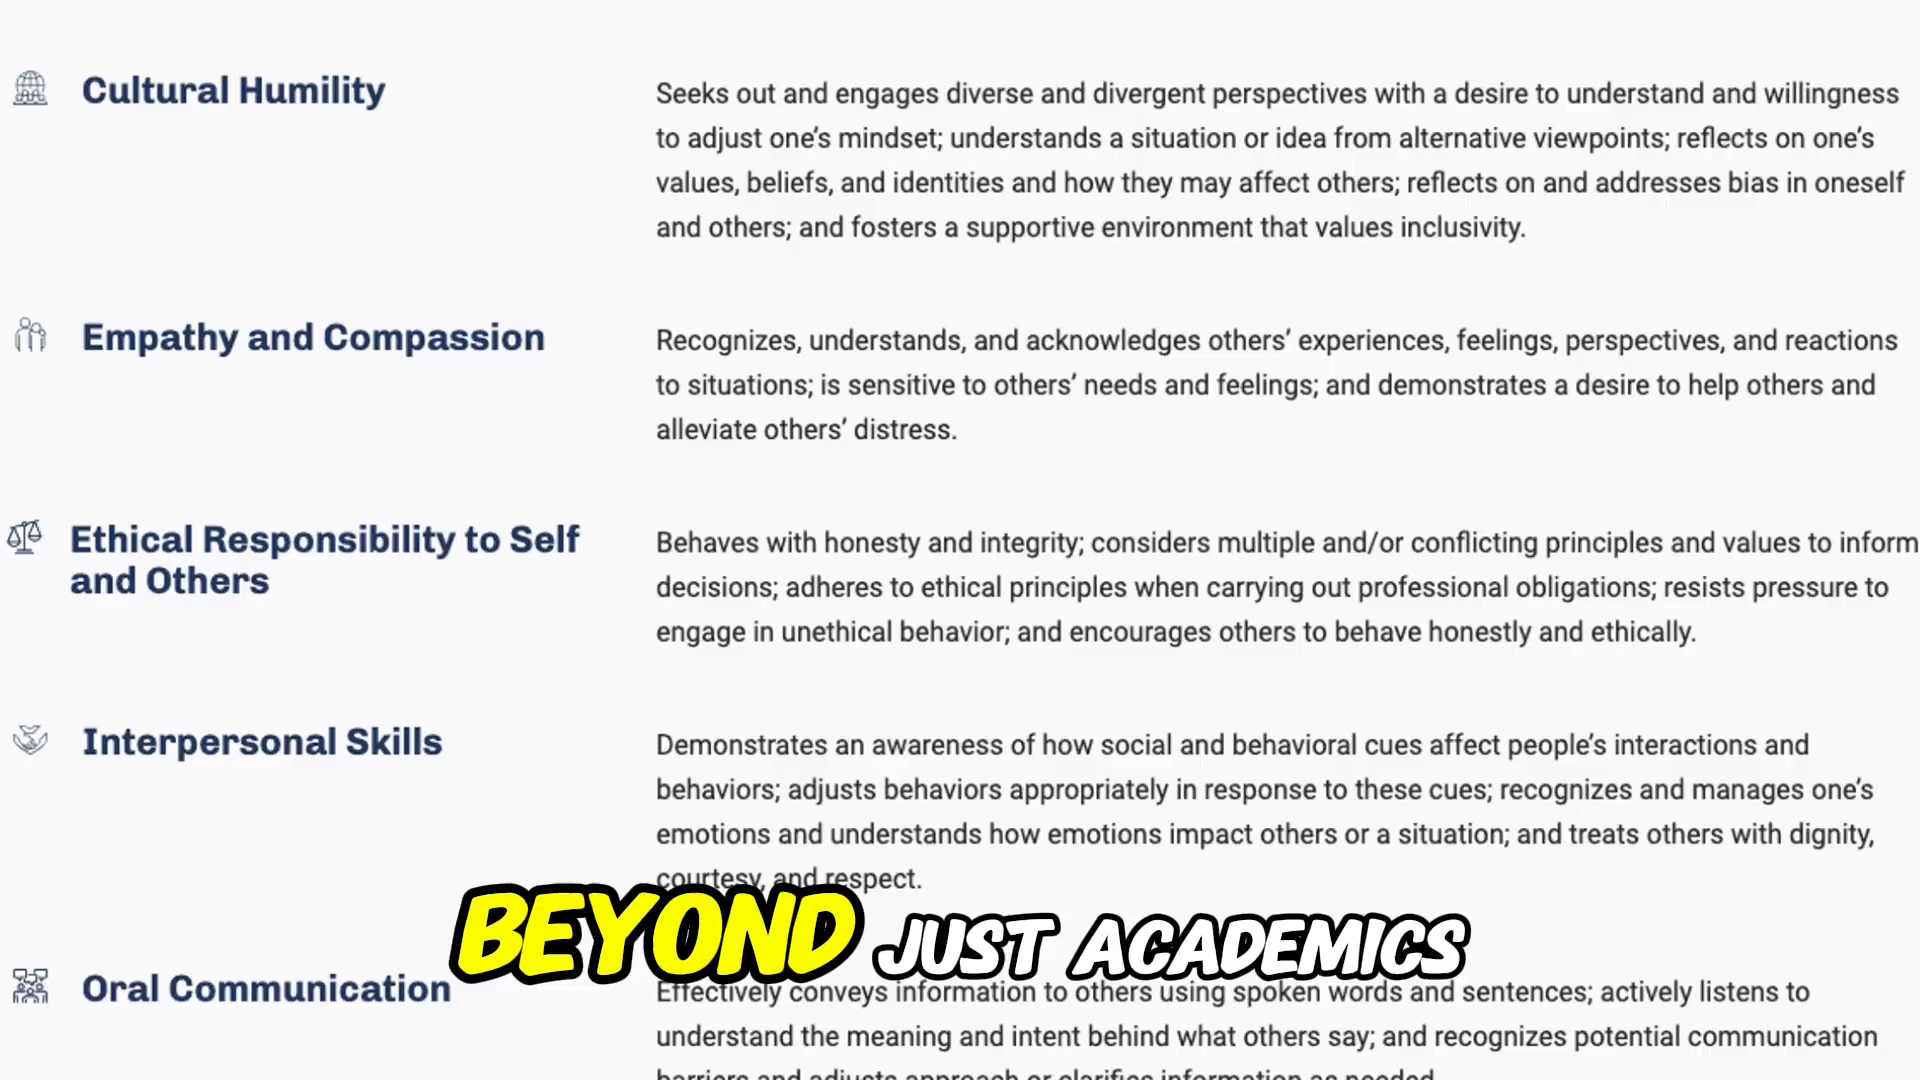 Cultural Humility
Seeks out and engages diverse and divergent perspectives with a desire to understand and willingness
to adjust one’s mindset; understands a situation or idea from alternative viewpoints; reflects on one’s
values, beliefs, and identities and how they may affect others; reflects on and addresses bias in oneself
and others; and fosters a supportive environment that values inclusivity.
Empathy and Compassion
Recognizes, understands, and acknowledges others’ experiences, feelings, perspectives, and reactions
to situations; is sensitive to others’ needs and feelings; and demonstrates a desire to help others and
alleviate others’ distress.
Ethical Responsibility to Self
and Others
Behaves with honesty and integrity; considers multiple and/or conflicting principles and values to inform
decisions; adheres to ethical principles when carrying out professional obligations; resists pressure to
engage in unethical behavior; and encourages others to behave honestly and ethically.
Interpersonal Skills
Demonstrates an awareness of how social and behavioral cues affect people’s interactions and
behaviors; adjusts behaviors appropriately in response to these cues; recognizes and manages one’s
emotions and understands how emotions impact others or a situation; and treats others with dignity,
courtesy, and respect.
BEYOND JUST ACADEMICS
Oral Communication
Effectively conveys information to others using spoken words and sentences; actively listens to
understand the meaning and intent behind what others say; and recognizes potential communication
barriers and adjusts approach or clarifies information as needed.